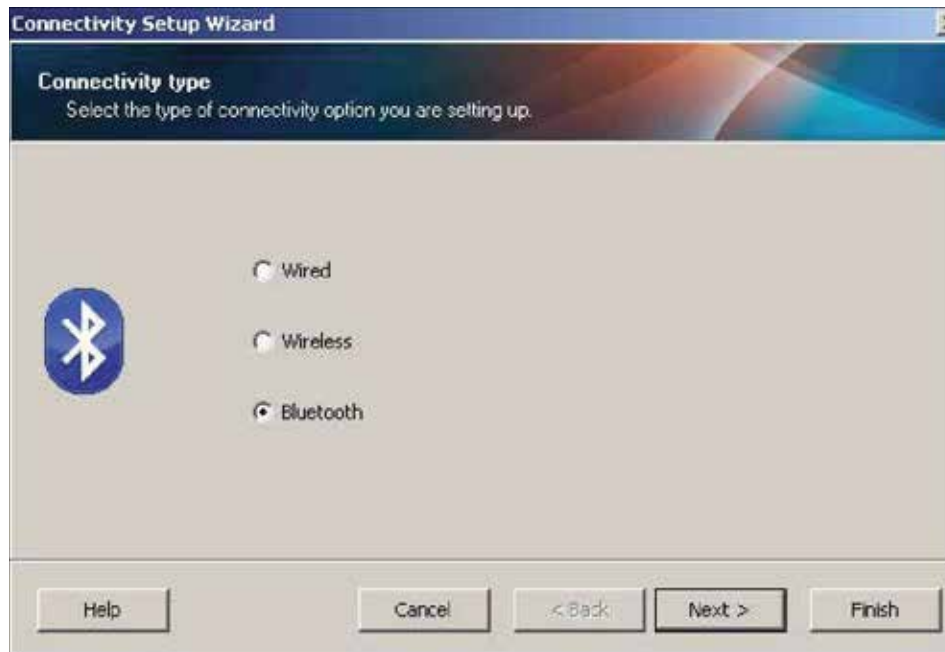 Connectivity Setup Wizard
Connectivity type
Select the type of connectivity option you are setting up.
Wired
Wireless
Bluetooth
Help
Cancel
< Back
Next >
Finish